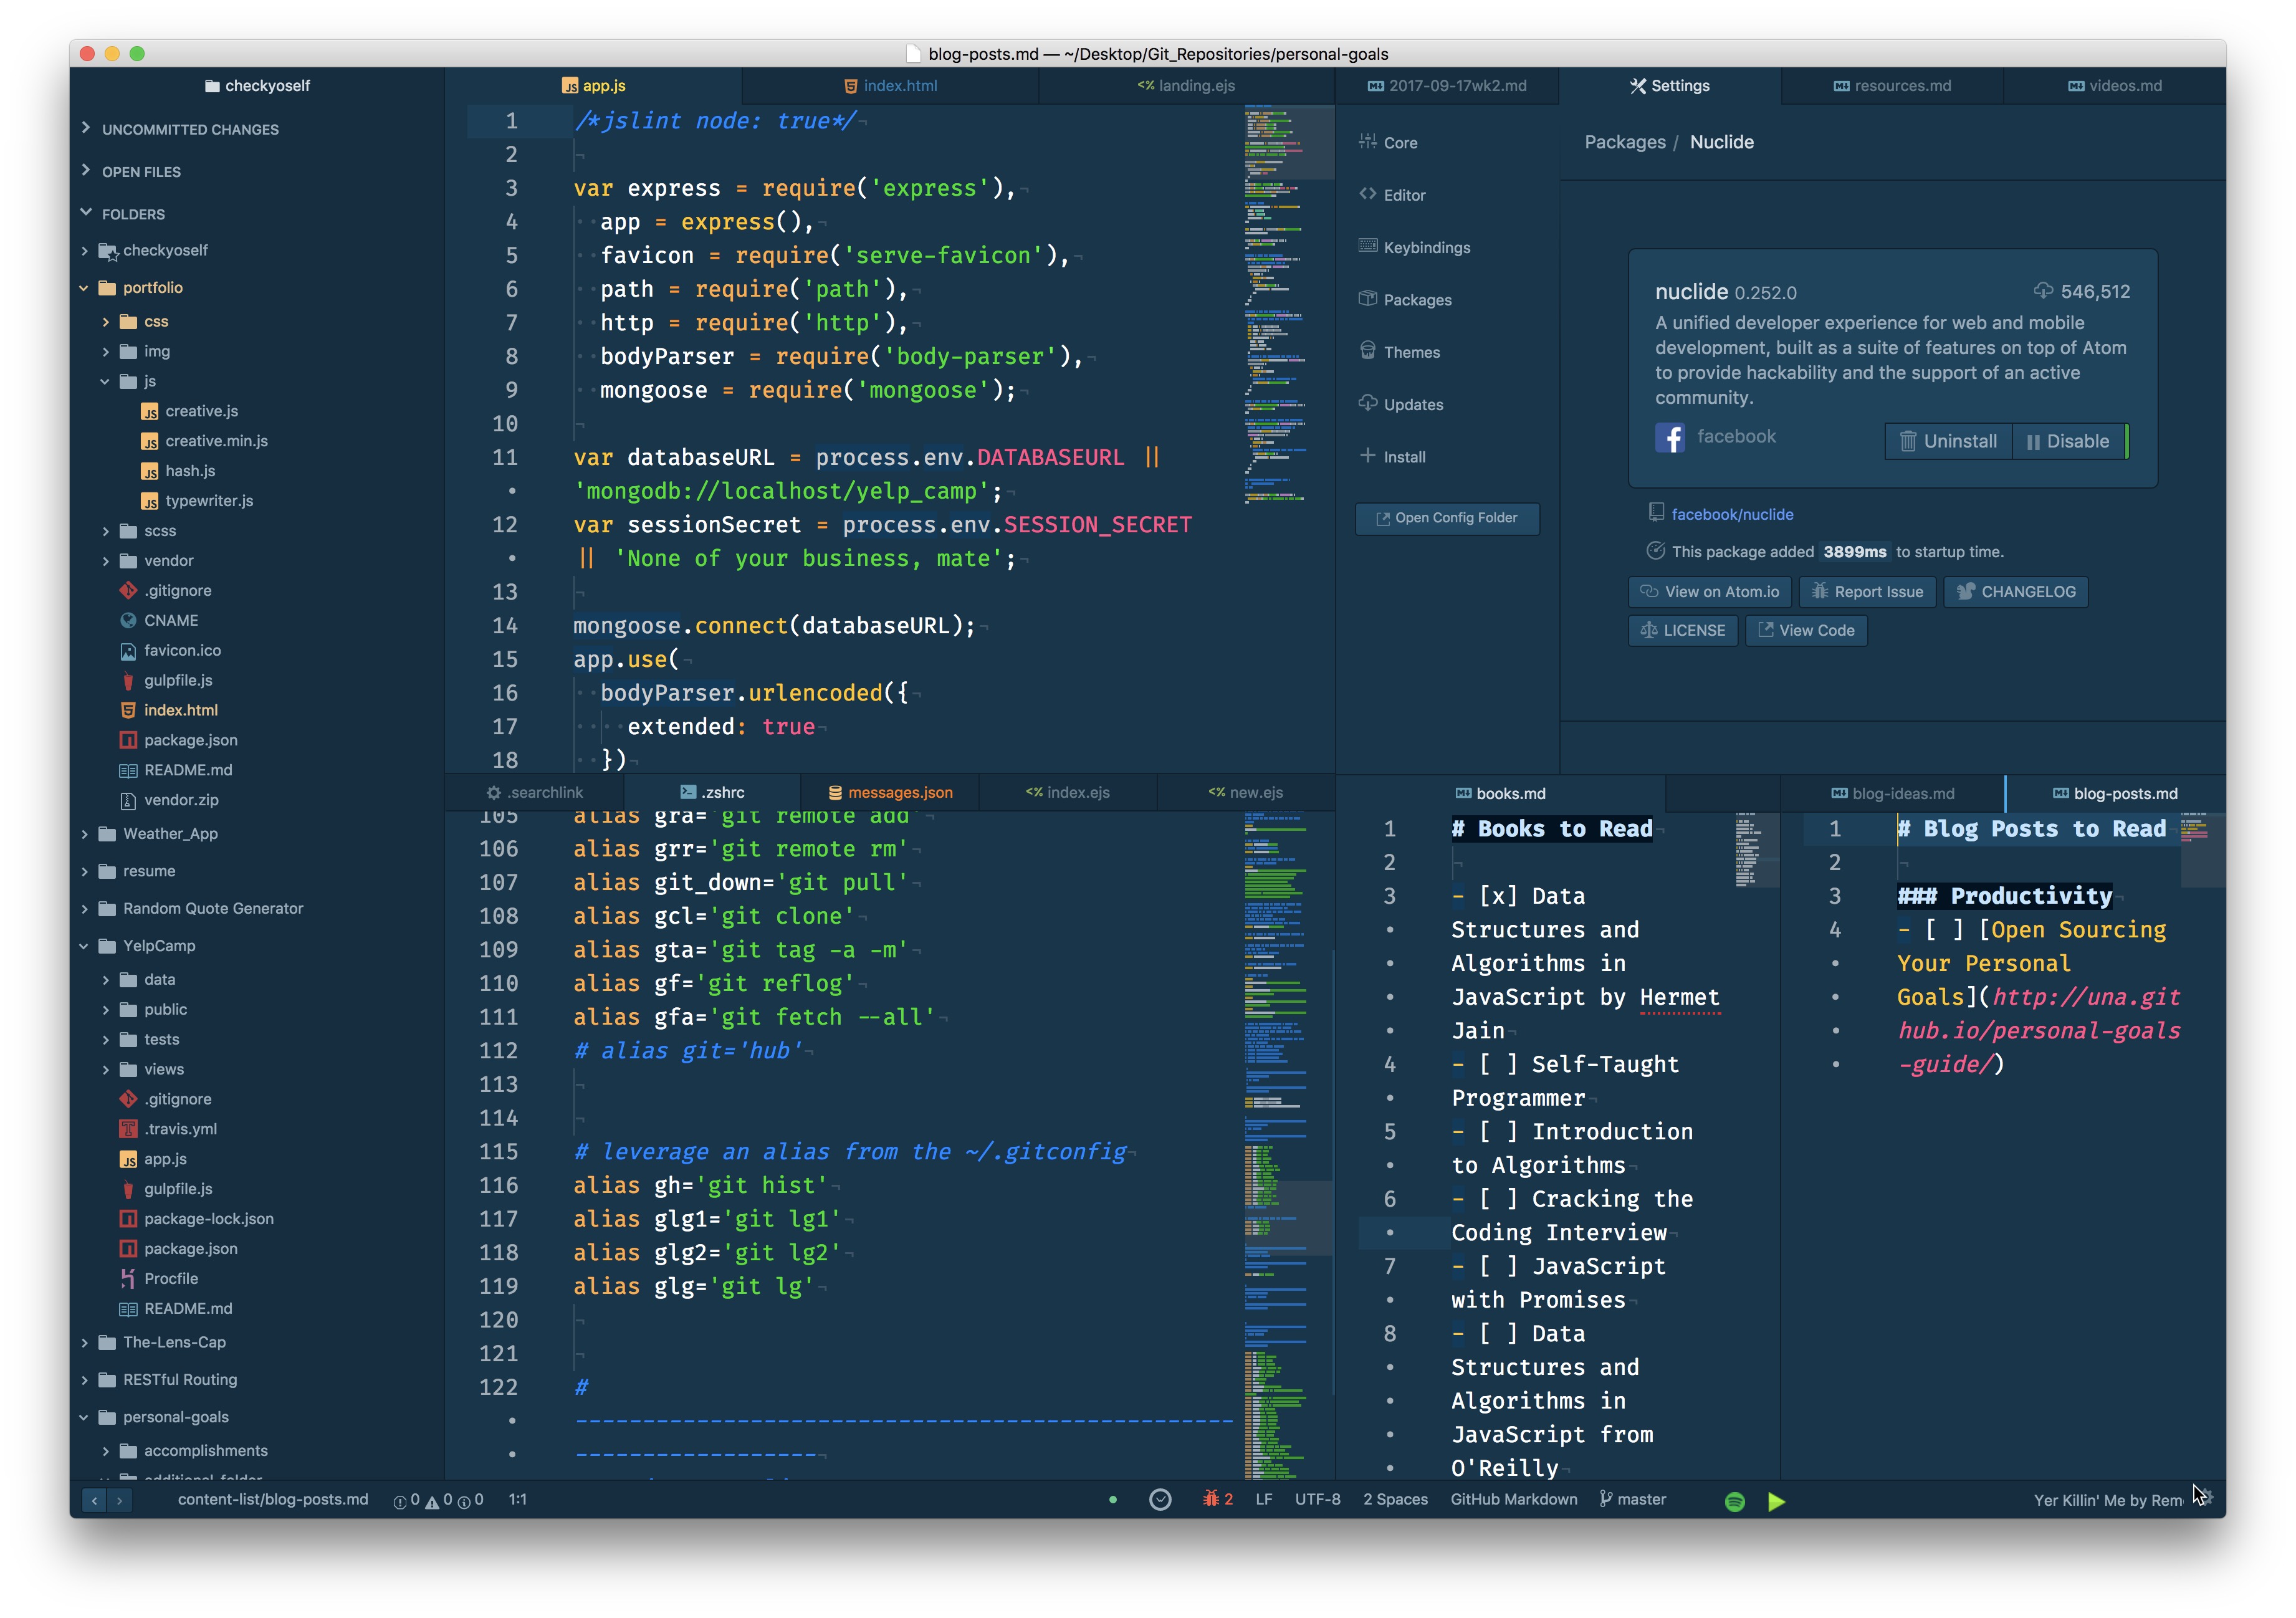 blog-posts.md — ~/Desktop/Git_Repositories/personal-goals
checkyoself
UNCOMMITTED CHANGES
OPEN FILES
FOLDERS
checkyoself
portfolio
css
img
js
creative.js
creative.min.js
hash.js
typewriter.js
scss
vendor
.gitignore
CNAME
favicon.ico
gulpfile.js
index.html
package.json
README.md
vendor.zip
Weather_App
resume
Random Quote Generator
YelpCamp
data
public
tests
views
.gitignore
.travis.yml
app.js
gulpfile.js
package-lock.json
package.json
Procfile
README.md
The-Lens-Cap
RESTful Routing
personal-goals
accomplishments
additional_folder
app.js index.html landing.ejs
1 /*jslint node: true*/
2
3 var express = require('express'),
4 app = express(),
5 favicon = require('serve-favicon'),
6 path = require('path'),
7 http = require('http'),
8 bodyParser = require('body-parser'),
9 mongoose = require('mongoose');
10
11 var databaseURL = process.env.DATABASEURL ||
• 'mongodb://localhost/yelp_camp';
12 var sessionSecret = process.env.SESSION_SECRET
• || 'None of your business, mate';
13
14 mongoose.connect(databaseURL);
15 app.use(
16 bodyParser.urlencoded({
17 extended: true
18 })
2017-09-17wk2.md Settings resources.md videos.md
Core
Editor
Keybindings
Packages
Themes
Updates
Install
Open Config Folder
Packages / Nuclide
nuclide 0.252.0 546,512
A unified developer experience for web and mobile
development, built as a suite of features on top of Atom
to provide hackability and the support of an active
community.
facebook Uninstall Disable
facebook/nuclide
This package added 3899ms to startup time.
View on Atom.io Report Issue CHANGELOG
LICENSE View Code
.searchlink .zshrc messages.json index.ejs new.ejs
105 alias gra='git remote add'
106 alias grr='git remote rm'
107 alias git_down='git pull'
108 alias gcl='git clone'
109 alias gta='git tag -a -m'
110 alias gf='git reflog'
111 alias gfa='git fetch --all'
112 # alias git='hub'
113
114
115 # leverage an alias from the ~/.gitconfig
116 alias gh='git hist'
117 alias glg1='git lg1'
118 alias glg2='git lg2'
119 alias glg='git lg'
120
121
122 #
• -------------------------------------------------
• ------------------
books.md
1 # Books to Read
2
3 - [x] Data
• Structures and
• Algorithms in
• JavaScript by Hermet
• Jain
4 - [ ] Self-Taught
• Programmer
5 - [ ] Introduction
• to Algorithms
6 - [ ] Cracking the
• Coding Interview
7 - [ ] JavaScript
• with Promises
8 - [ ] Data
• Structures and
• Algorithms in
• JavaScript from
• O'Reilly
blog-ideas.md blog-posts.md
1 # Blog Posts to Read
2
3 ### Productivity
4 - [ ] [Open Sourcing
• Your Personal
• Goals](http://una.git
• hub.io/personal-goals
• -guide/)
content-list/blog-posts.md 0 0 0 1:1 2 LF UTF-8 2 Spaces GitHub Markdown master Yer Killin' Me by Rem